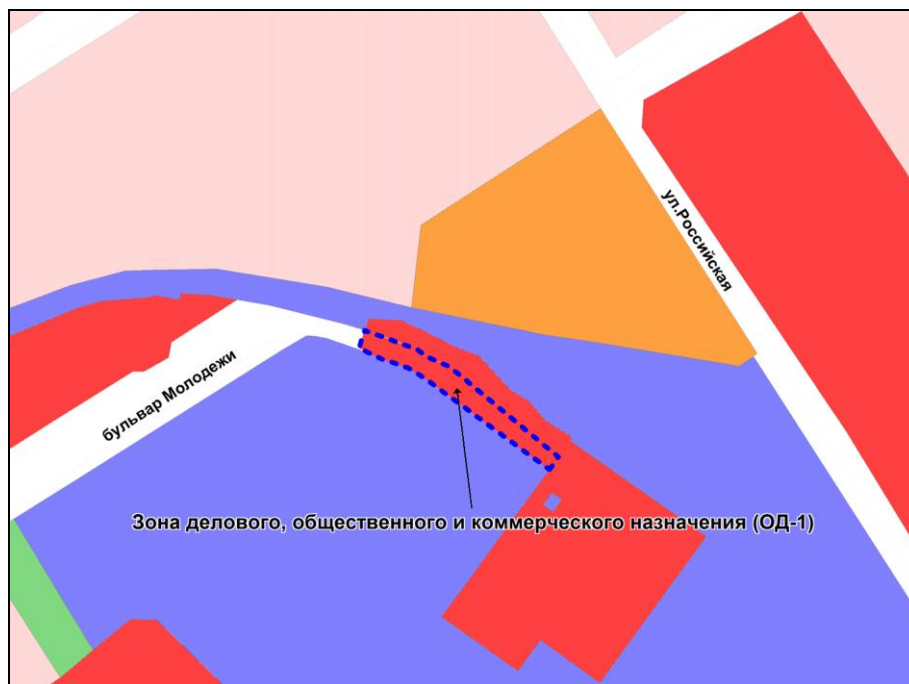 ул.Российская
бульвар Молодежи
Зона делового, общественного и коммерческого назначения (ОД-1)